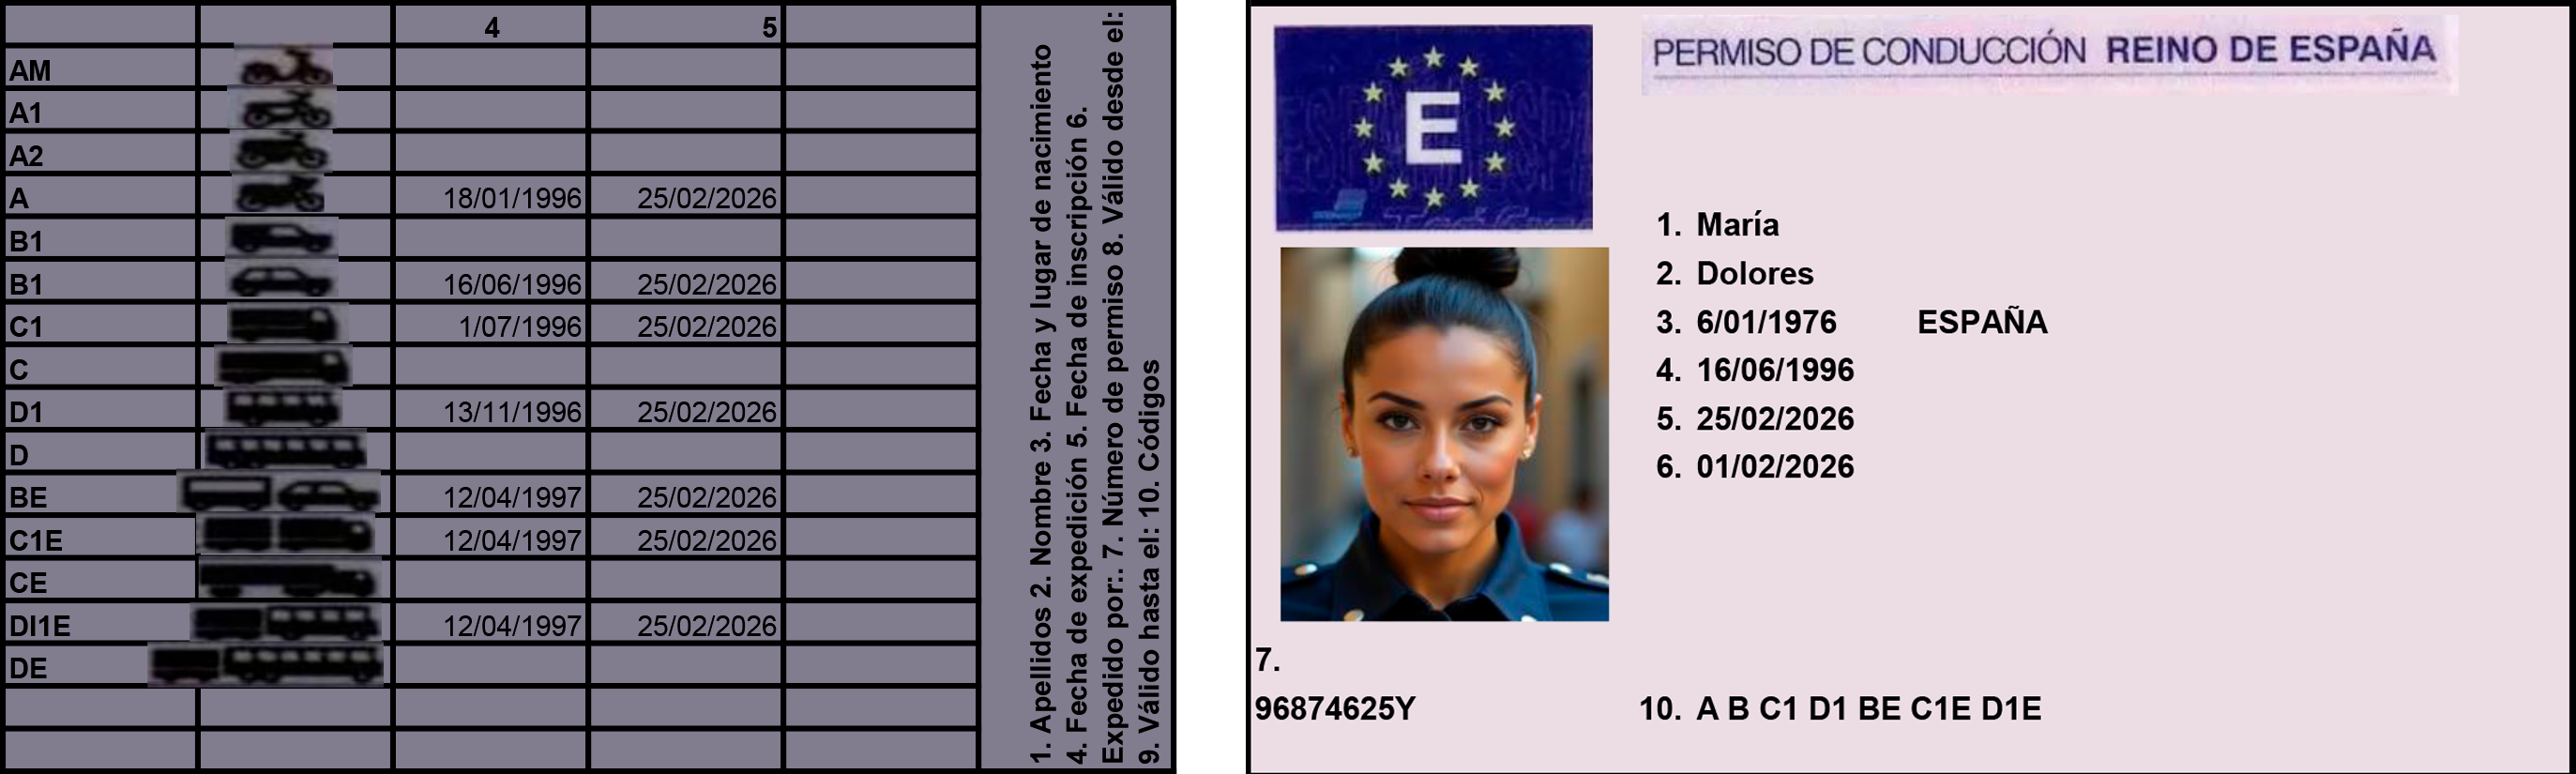 4 5
AM
A1
A2
A 18/01/1996 25/02/2026
B1
B1 16/06/1996 25/02/2026
C1 1/07/1996 25/02/2026
C
D1 13/11/1996 25/02/2026
D
BE 12/04/1997 25/02/2026
C1E 12/04/1997 25/02/2026
CE
DI1E 12/04/1997 25/02/2026
DE
1. Apellidos 2. Nombre 3. Fecha y lugar de nacimiento
4. Fecha de expedición 5. Fecha de inscripción 6.
Expedido por:. 7. Número de permiso 8. Válido desde el:
9. Válido hasta el: 10. Códigos
E
PERMISO DE CONDUCCIÓN REINO DE ESPAÑA
1. María
2. Dolores
3. 6/01/1976 ESPAÑA
4. 16/06/1996
5. 25/02/2026
6. 01/02/2026
7.
96874625Y
10. A B C1 D1 BE C1E D1E